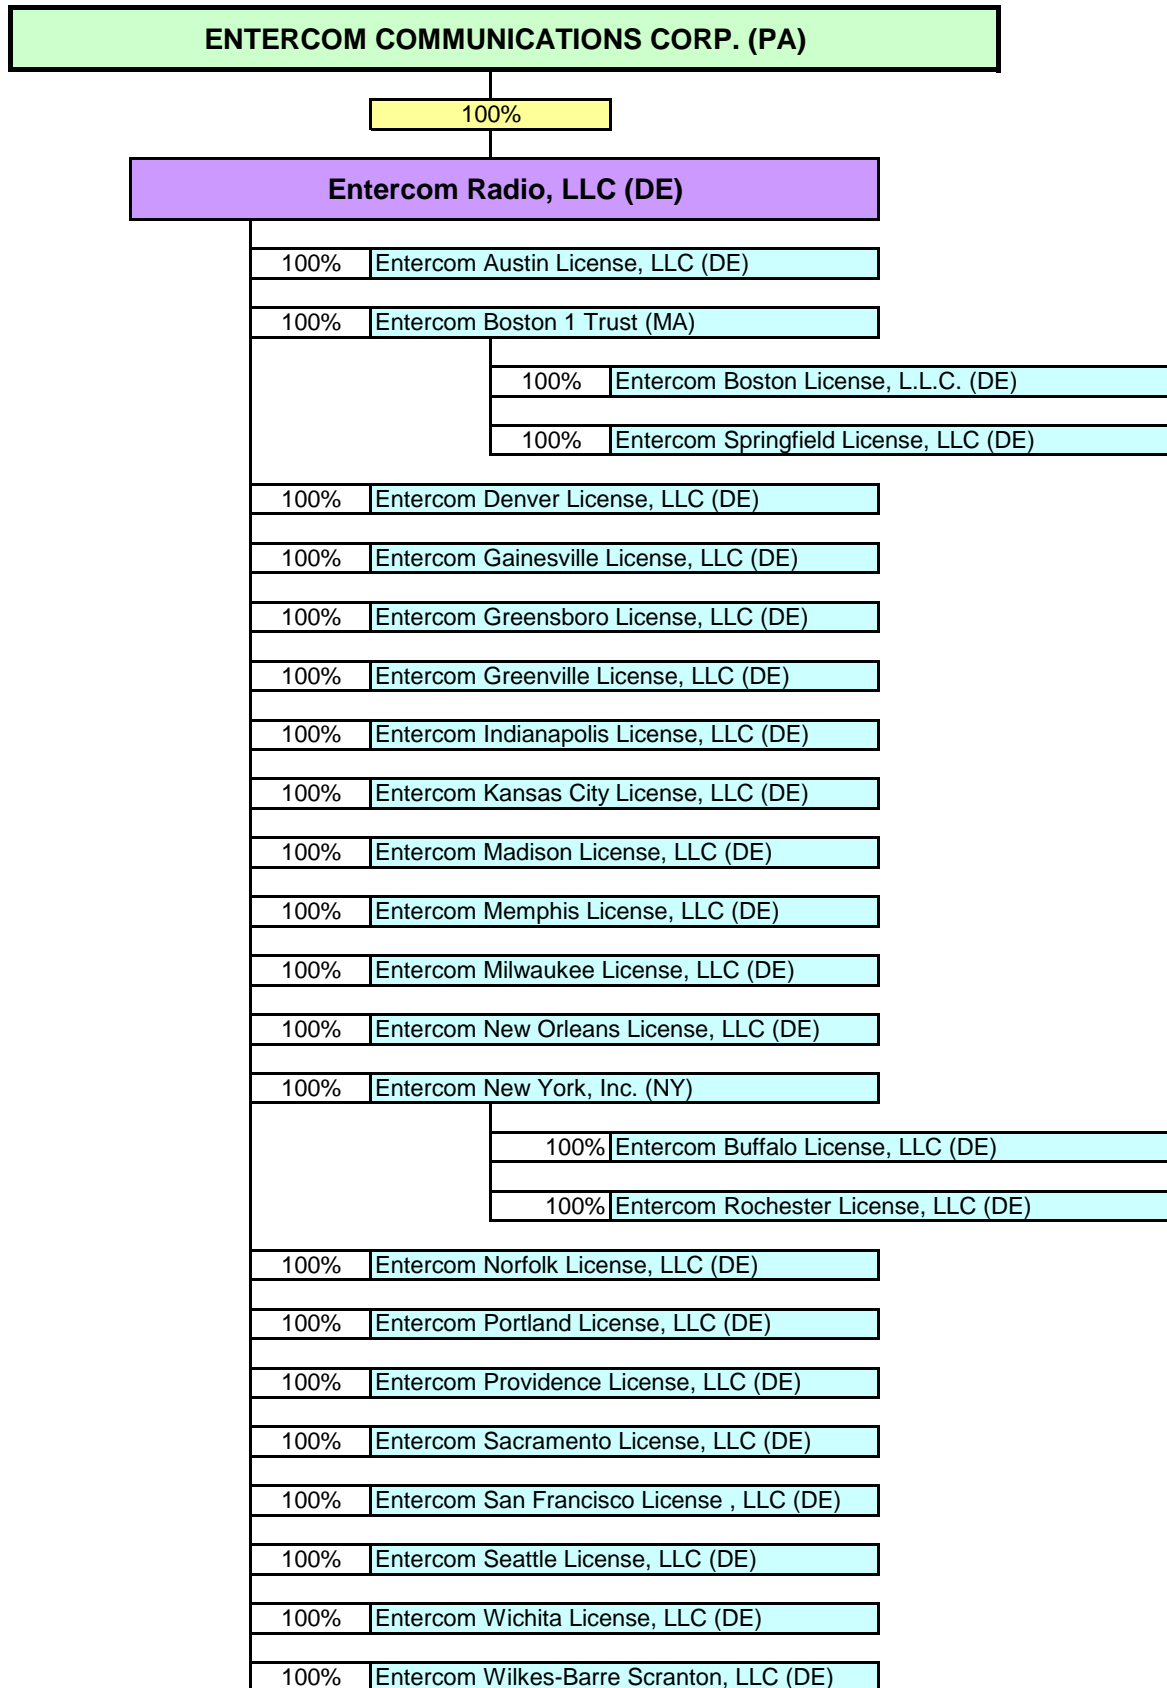 ENTERCOM COMMUNICATIONS CORP. (PA)
100%
Entercom Radio, LLC (DE)
100% Entercom Austin License, LLC (DE)
100% Entercom Boston 1 Trust (MA)
100% Entercom Boston License, L.L.C. (DE)
100% Entercom Springfield License, LLC (DE)
100% Entercom Denver License, LLC (DE)
100% Entercom Gainesville License, LLC (DE)
100% Entercom Greensboro License, LLC (DE)
100% Entercom Greenville License, LLC (DE)
100% Entercom Indianapolis License, LLC (DE)
100% Entercom Kansas City License, LLC (DE)
100% Entercom Madison License, LLC (DE)
100% Entercom Memphis License, LLC (DE)
100% Entercom Milwaukee License, LLC (DE)
100% Entercom New Orleans License, LLC (DE)
100% Entercom New York, Inc. (NY)
100% Entercom Buffalo License, LLC (DE)
100% Entercom Rochester License, LLC (DE)
100% Entercom Norfolk License, LLC (DE)
100% Entercom Portland License, LLC (DE)
100% Entercom Providence License, LLC (DE)
100% Entercom Sacramento License, LLC (DE)
100% Entercom San Francisco License , LLC (DE)
100% Entercom Seattle License, LLC (DE)
100% Entercom Wichita License, LLC (DE)
100% Entercom Wilkes-Barre Scranton, LLC (DE)